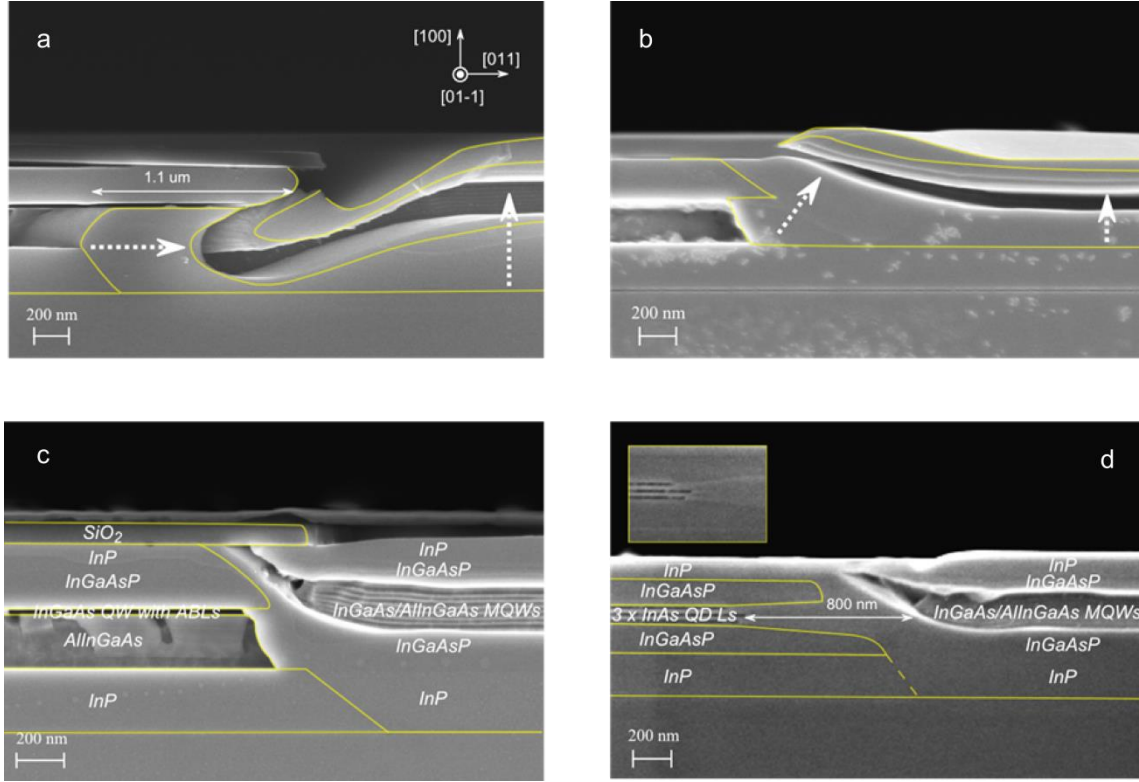 a
[100]
[011]
[01-1]
1.1 um
200 nm
b
200 nm
c
SiO2
InP
InGaAsP
InGaAs QW with ABLs
AlInGaAs
InP
InP
InGaAsP
InGaAs/AlInGaAs MQWs
InGaAsP
InP
200 nm
d
InP
InGaAsP
3 x InAs QD Ls
InGaAsP
InP
800 nm
InP
InGaAsP
InGaAs/AlInGaAs MQWs
InGaAsP
InP
200 nm